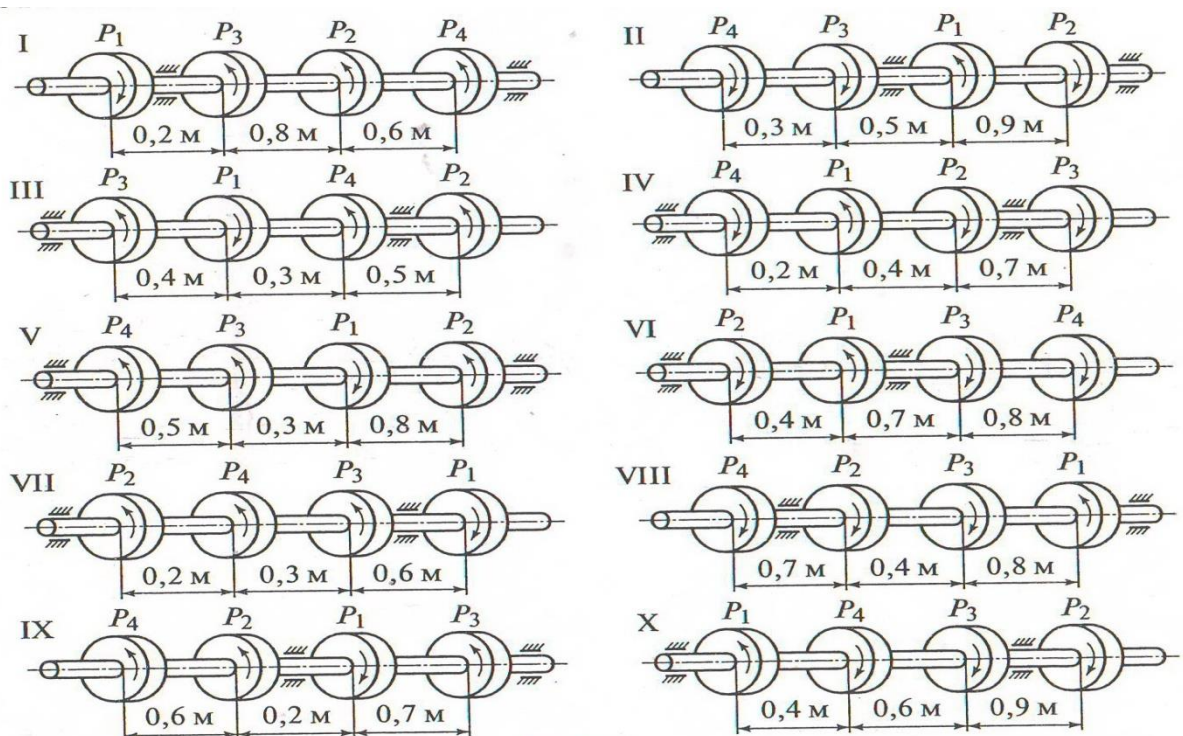 I P1 P3 P2 P4
0,2 м 0,8 м 0,6 м
II P4 P3 P1 P2
0,3 м 0,5 м 0,9 м
III P3 P1 P4 P2
0,4 м 0,3 м 0,5 м
IV P4 P1 P2 P3
0,2 м 0,4 м 0,7 м
V P4 P3 P1 P2
0,5 м 0,3 м 0,8 м
VI P2 P1 P3 P4
0,4 м 0,7 м 0,8 м
VII P2 P4 P3 P1
0,2 м 0,3 м 0,6 м
VIII P4 P2 P3 P1
0,7 м 0,4 м 0,8 м
IX P4 P2 P1 P3
0,6 м 0,2 м 0,7 м
X P1 P4 P3 P2
0,4 м 0,6 м 0,9 м